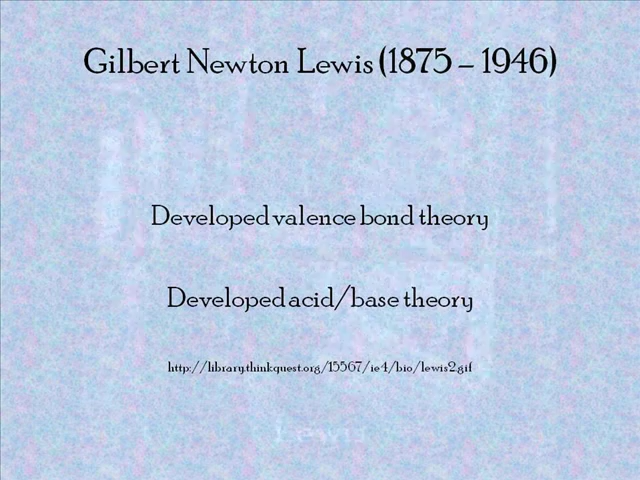 Gilbert Newton Lewis (1875 – 1946)
Developed valence bond theory
Developed acid/base theory
http://library.thinkquest.org/15567/ie4/bio/lewis2.gif
Lewis